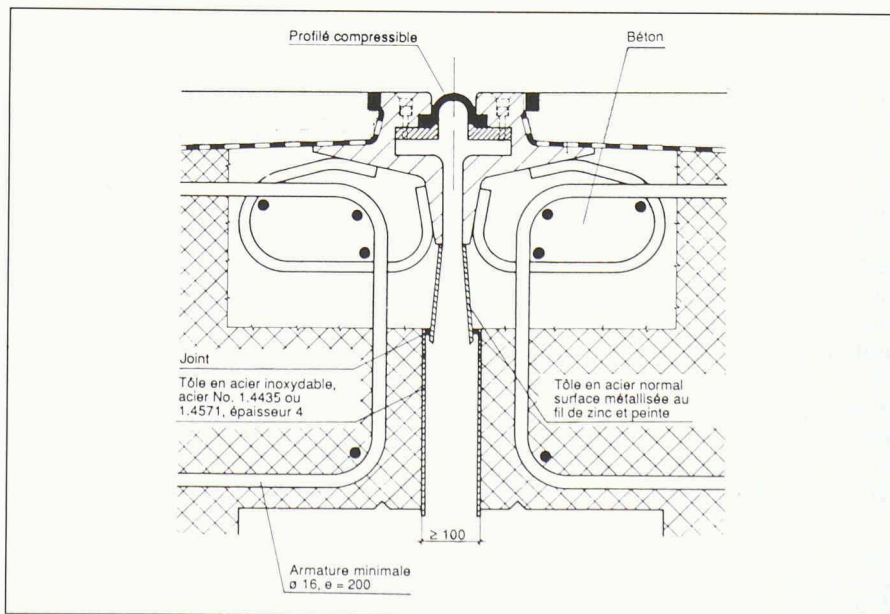 Profilé compressible
Béton
Joint
Tôle en acier inoxydable,
acier No. 1.4435 ou
1.4571, épaisseur 4
Tôle en acier normal
surface métallisée au
fil de zinc et peinte
≥ 100
Armature minimale
ø 16, e = 200